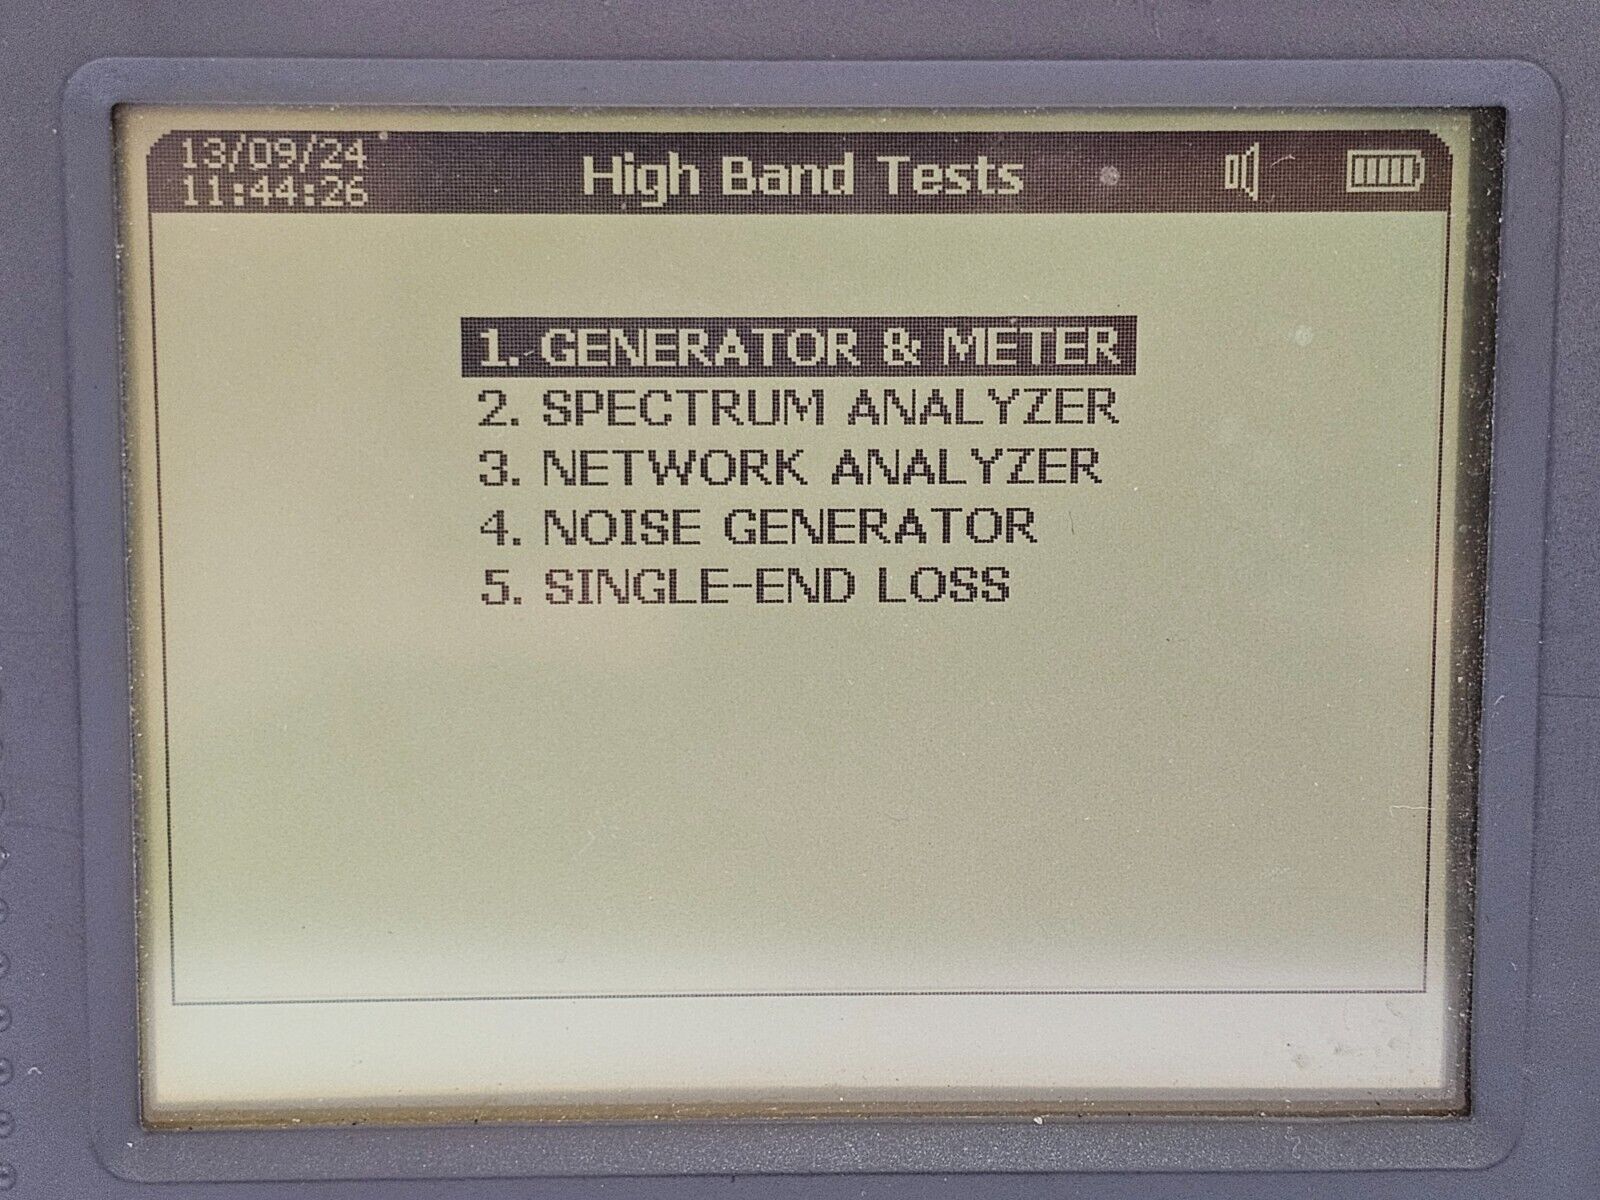 13/09/24
11:44:26
High Band Tests
1. GENERATOR & METER
2. SPECTRUM ANALYZER
3. NETWORK ANALYZER
4. NOISE GENERATOR
5. SINGLE-END LOSS